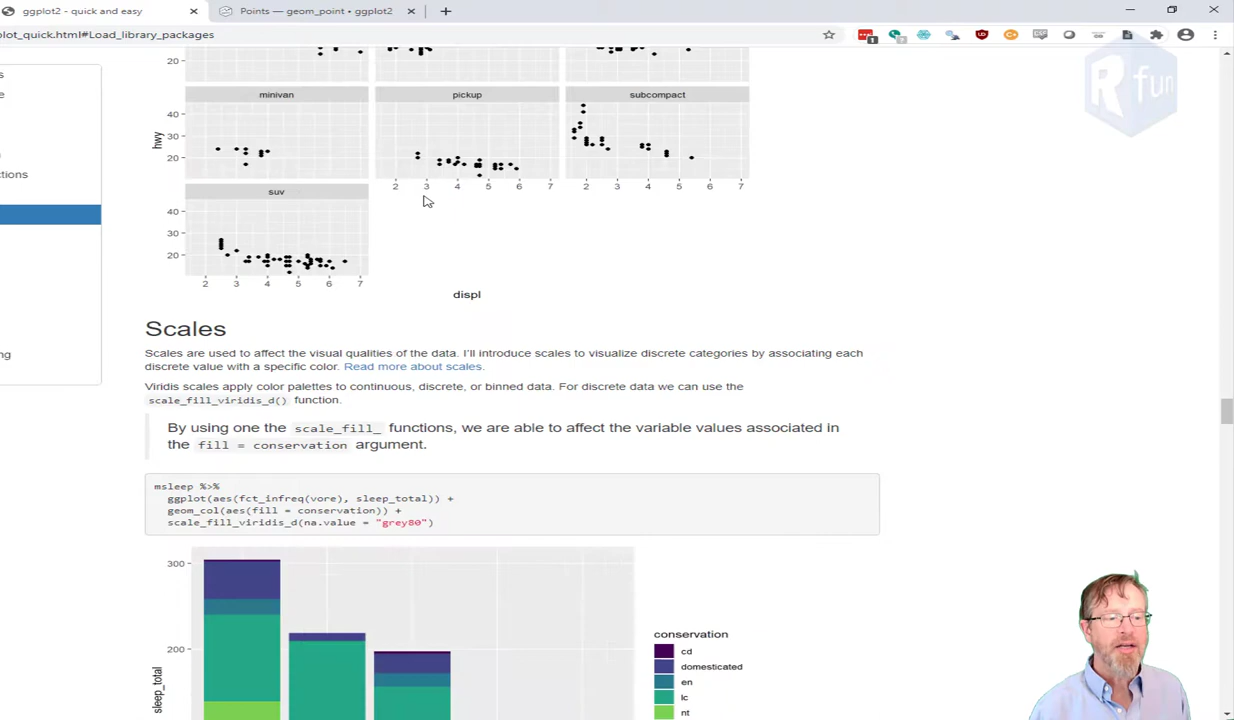 ggplot2 - quick and easy
Points — geom_point • ggplot2
plot_quick.html#Load_library_packages
R fun
20
minivan pickup subcompact
hwy
40
30
20
2 3 4 5 6 7 2 3 4 5 6 7
suv
40
30
20
2 3 4 5 6 7
displ
Scales
Scales are used to affect the visual qualities of the data. I'll introduce scales to visualize discrete categories by associating each
discrete value with a specific color. Read more about scales.
Viridis scales apply color palettes to continuous, discrete, or binned data. For discrete data we can use the
scale_fill_viridis_d() function.
By using one the scale_fill_ functions, we are able to affect the variable values associated in
the fill = conservation argument.
msleep %>%
ggplot(aes(fct_infreq(vore), sleep_total)) +
geom_col(aes(fill = conservation)) +
scale_fill_viridis_d(na.value = "grey80")
300
200
sleep_total
conservation
cd
domesticated
en
lc
nt